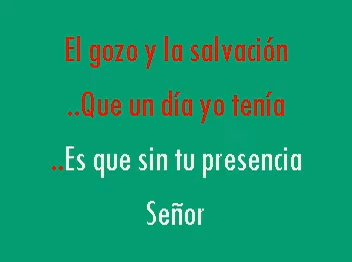 El gozo y la salvación
..Que un día yo tenía
..Es que sin tu presencia
Señor